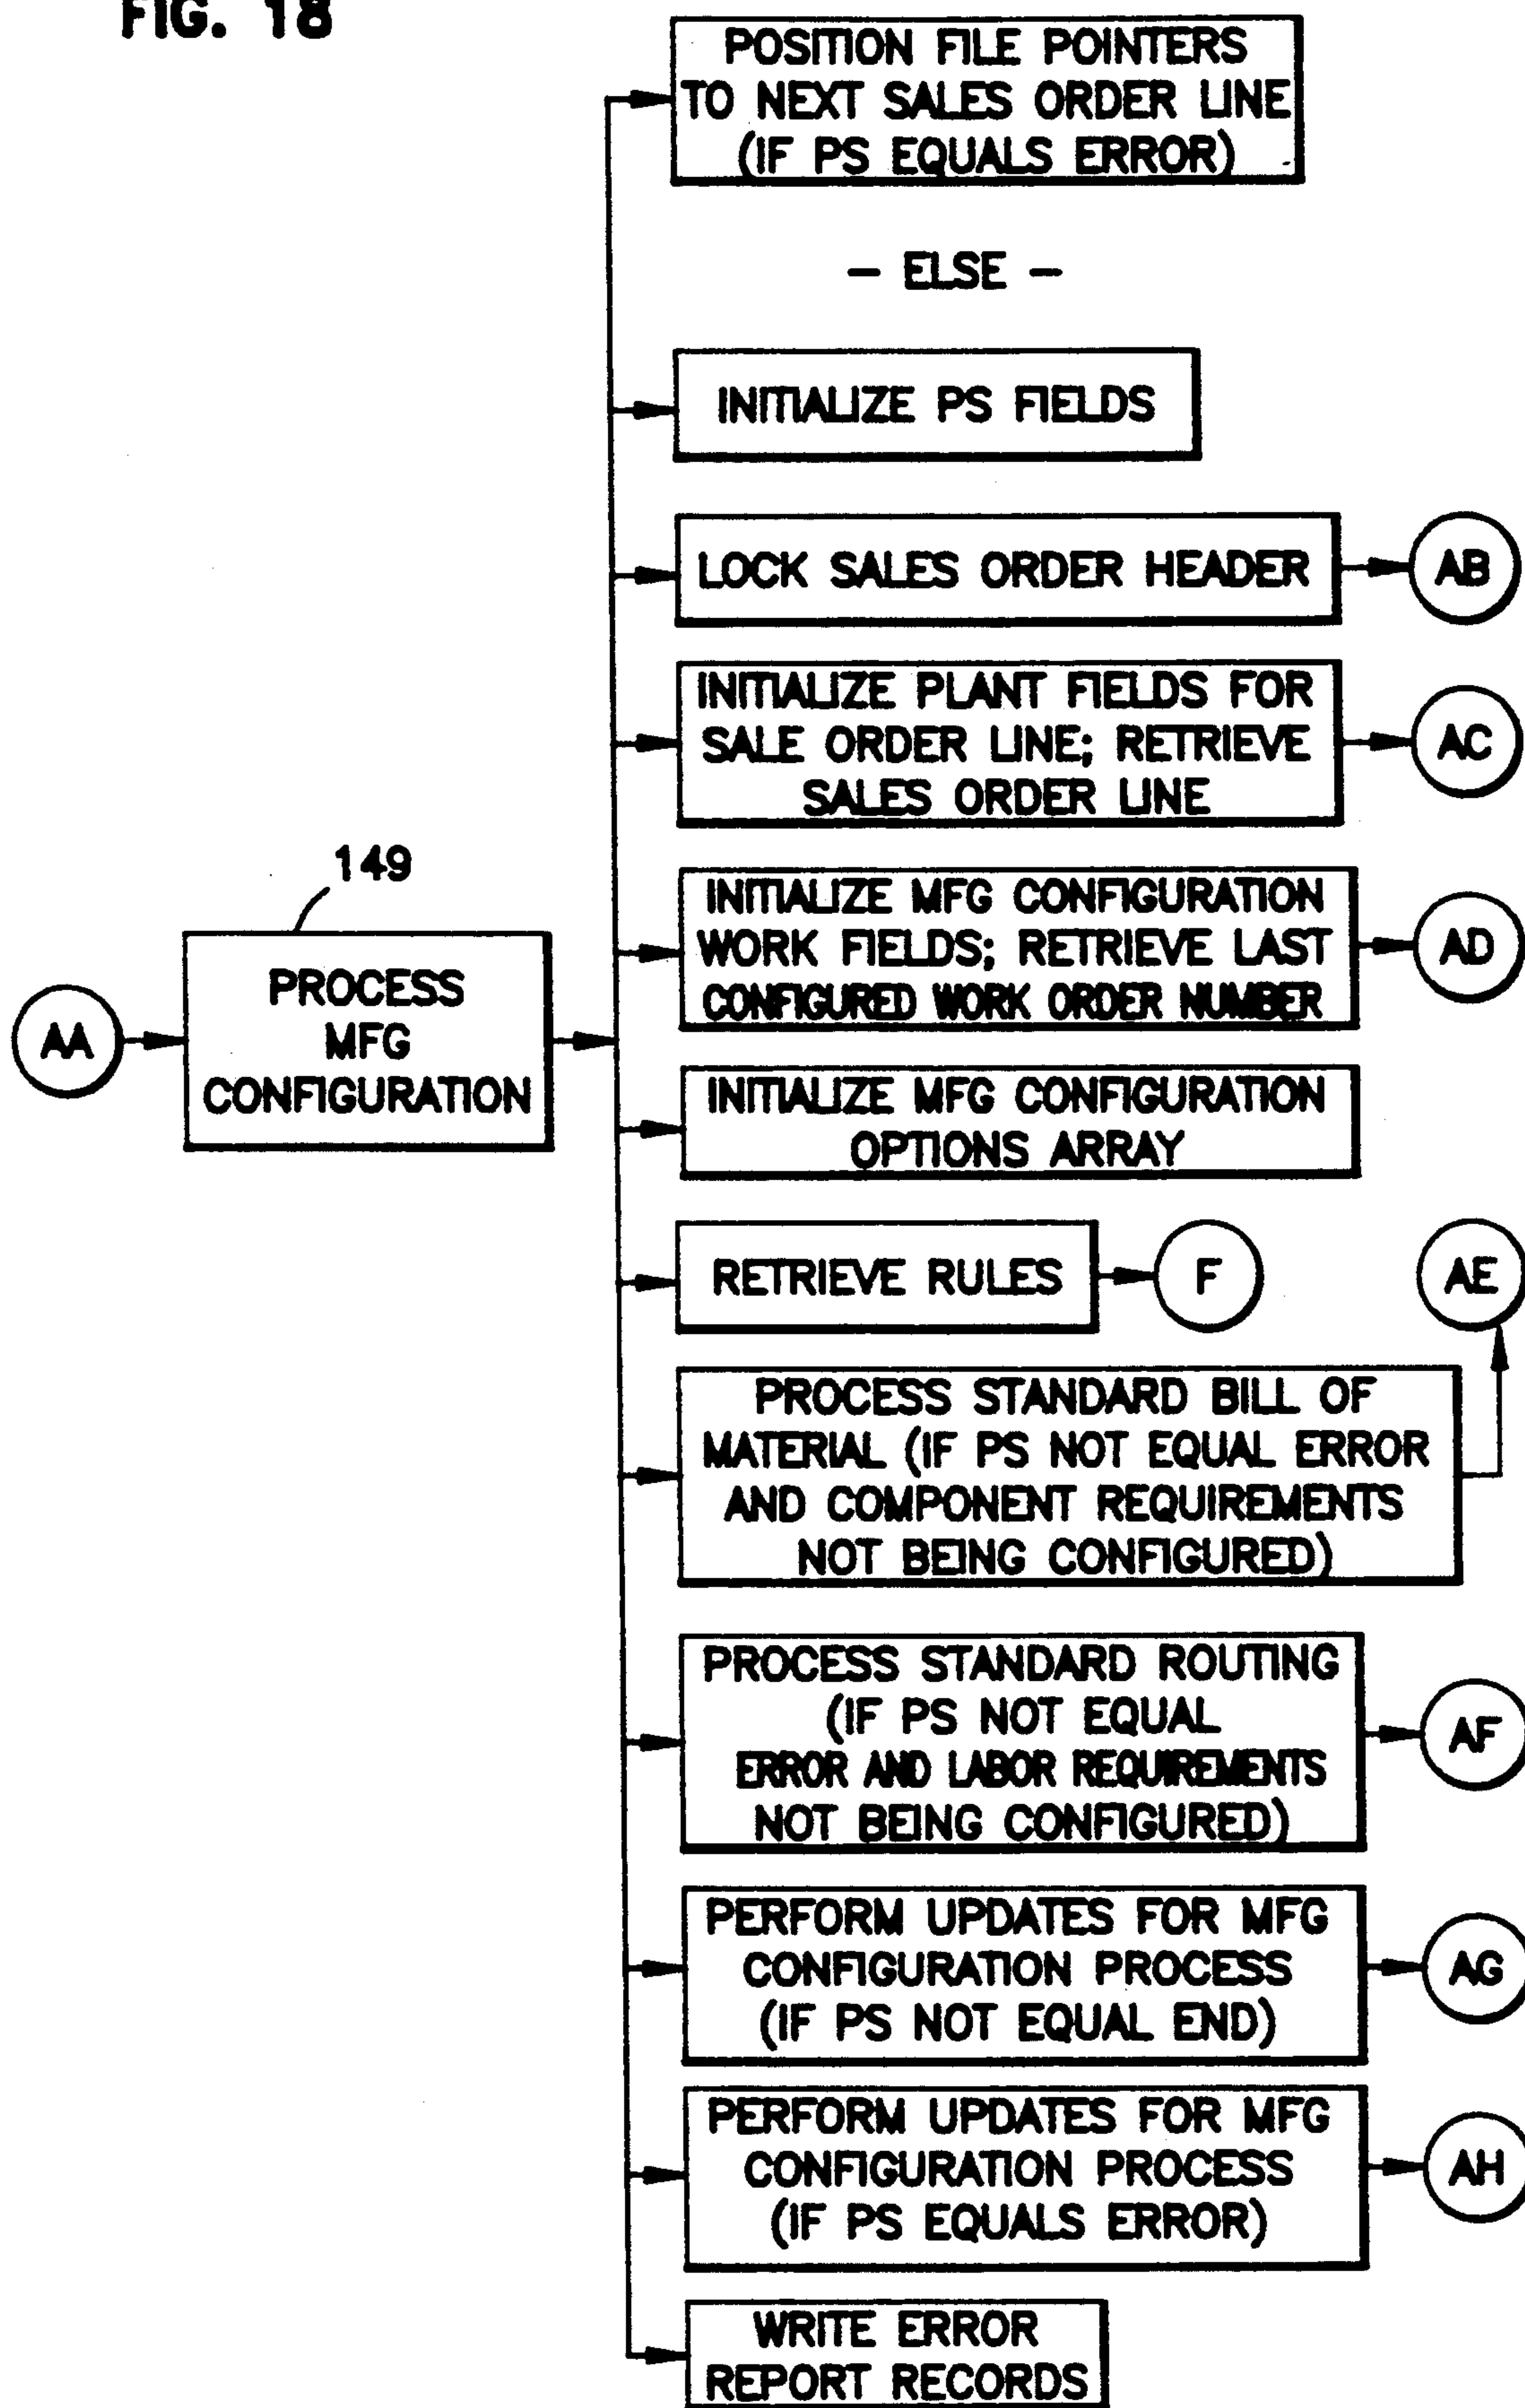 FIG. 18
POSITION FILE POINTERS
TO NEXT SALES ORDER LINE
(IF PS EQUALS ERROR)
- ELSE -
INITIALIZE PS FIELDS
LOCK SALES ORDER HEADER
AB
INITIALIZE PLANT FIELDS FOR
SALE ORDER LINE; RETRIEVE
SALES ORDER LINE
AC
149
INITIALIZE MFG CONFIGURATION
WORK FIELDS; RETRIEVE LAST
CONFIGURED WORK ORDER NUMBER
AD
AA
PROCESS
MFG
CONFIGURATION
INITIALIZE MFG CONFIGURATION
OPTIONS ARRAY
RETRIEVE RULES
F
AE
PROCESS STANDARD BILL OF
MATERIAL (IF PS NOT EQUAL ERROR
AND COMPONENT REQUIREMENTS
NOT BEING CONFIGURED)
PROCESS STANDARD ROUTING
(IF PS NOT EQUAL
ERROR AND LABOR REQUIREMENTS
NOT BEING CONFIGURED)
AF
PERFORM UPDATES FOR MFG
CONFIGURATION PROCESS
(IF PS NOT EQUAL END)
AG
PERFORM UPDATES FOR MFG
CONFIGURATION PROCESS
(IF PS EQUALS ERROR)
AH
WRITE ERROR
REPORT RECORDS